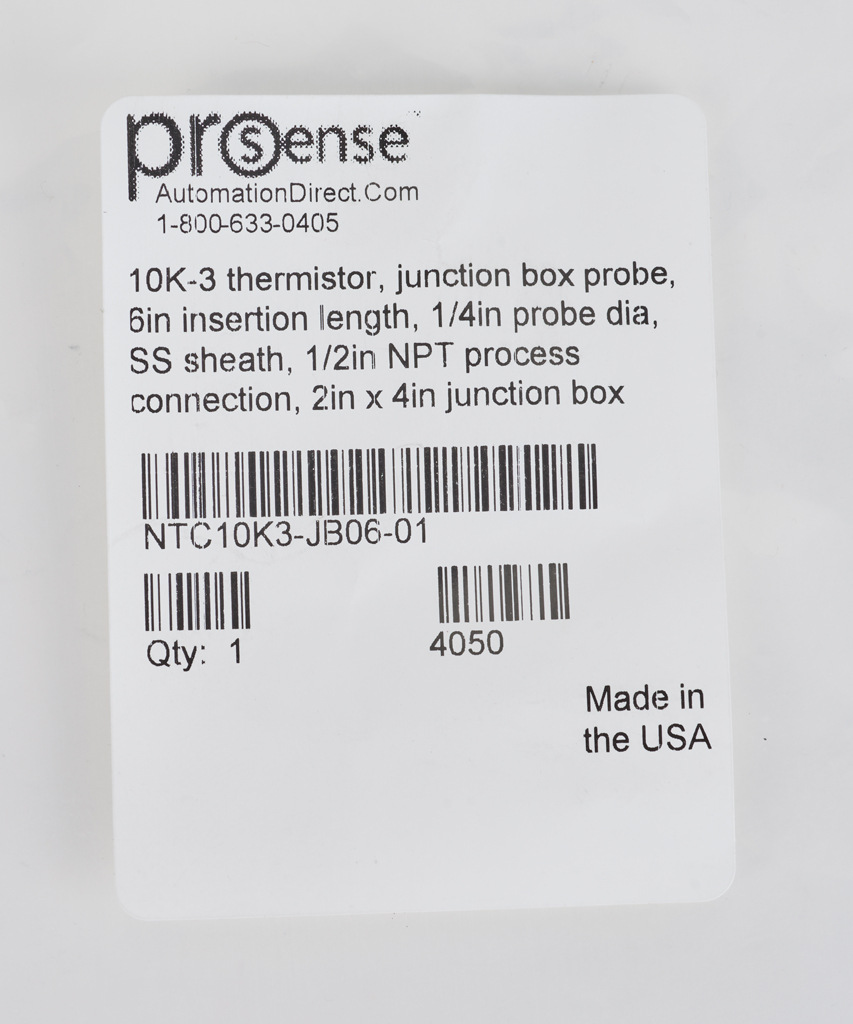 prosense
AutomationDirect.Com
1-800-633-0405
10K-3 thermistor, junction box probe,
6in insertion length, 1/4in probe dia,
SS sheath, 1/2in NPT process
connection, 2in x 4in junction box
NTC10K3-JB06-01
Qty: 1 4050
Made in
the USA